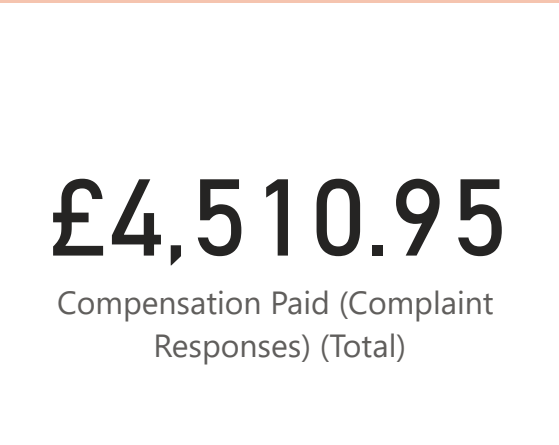 £4,510.95
Compensation Paid (Complaint
Responses) (Total)